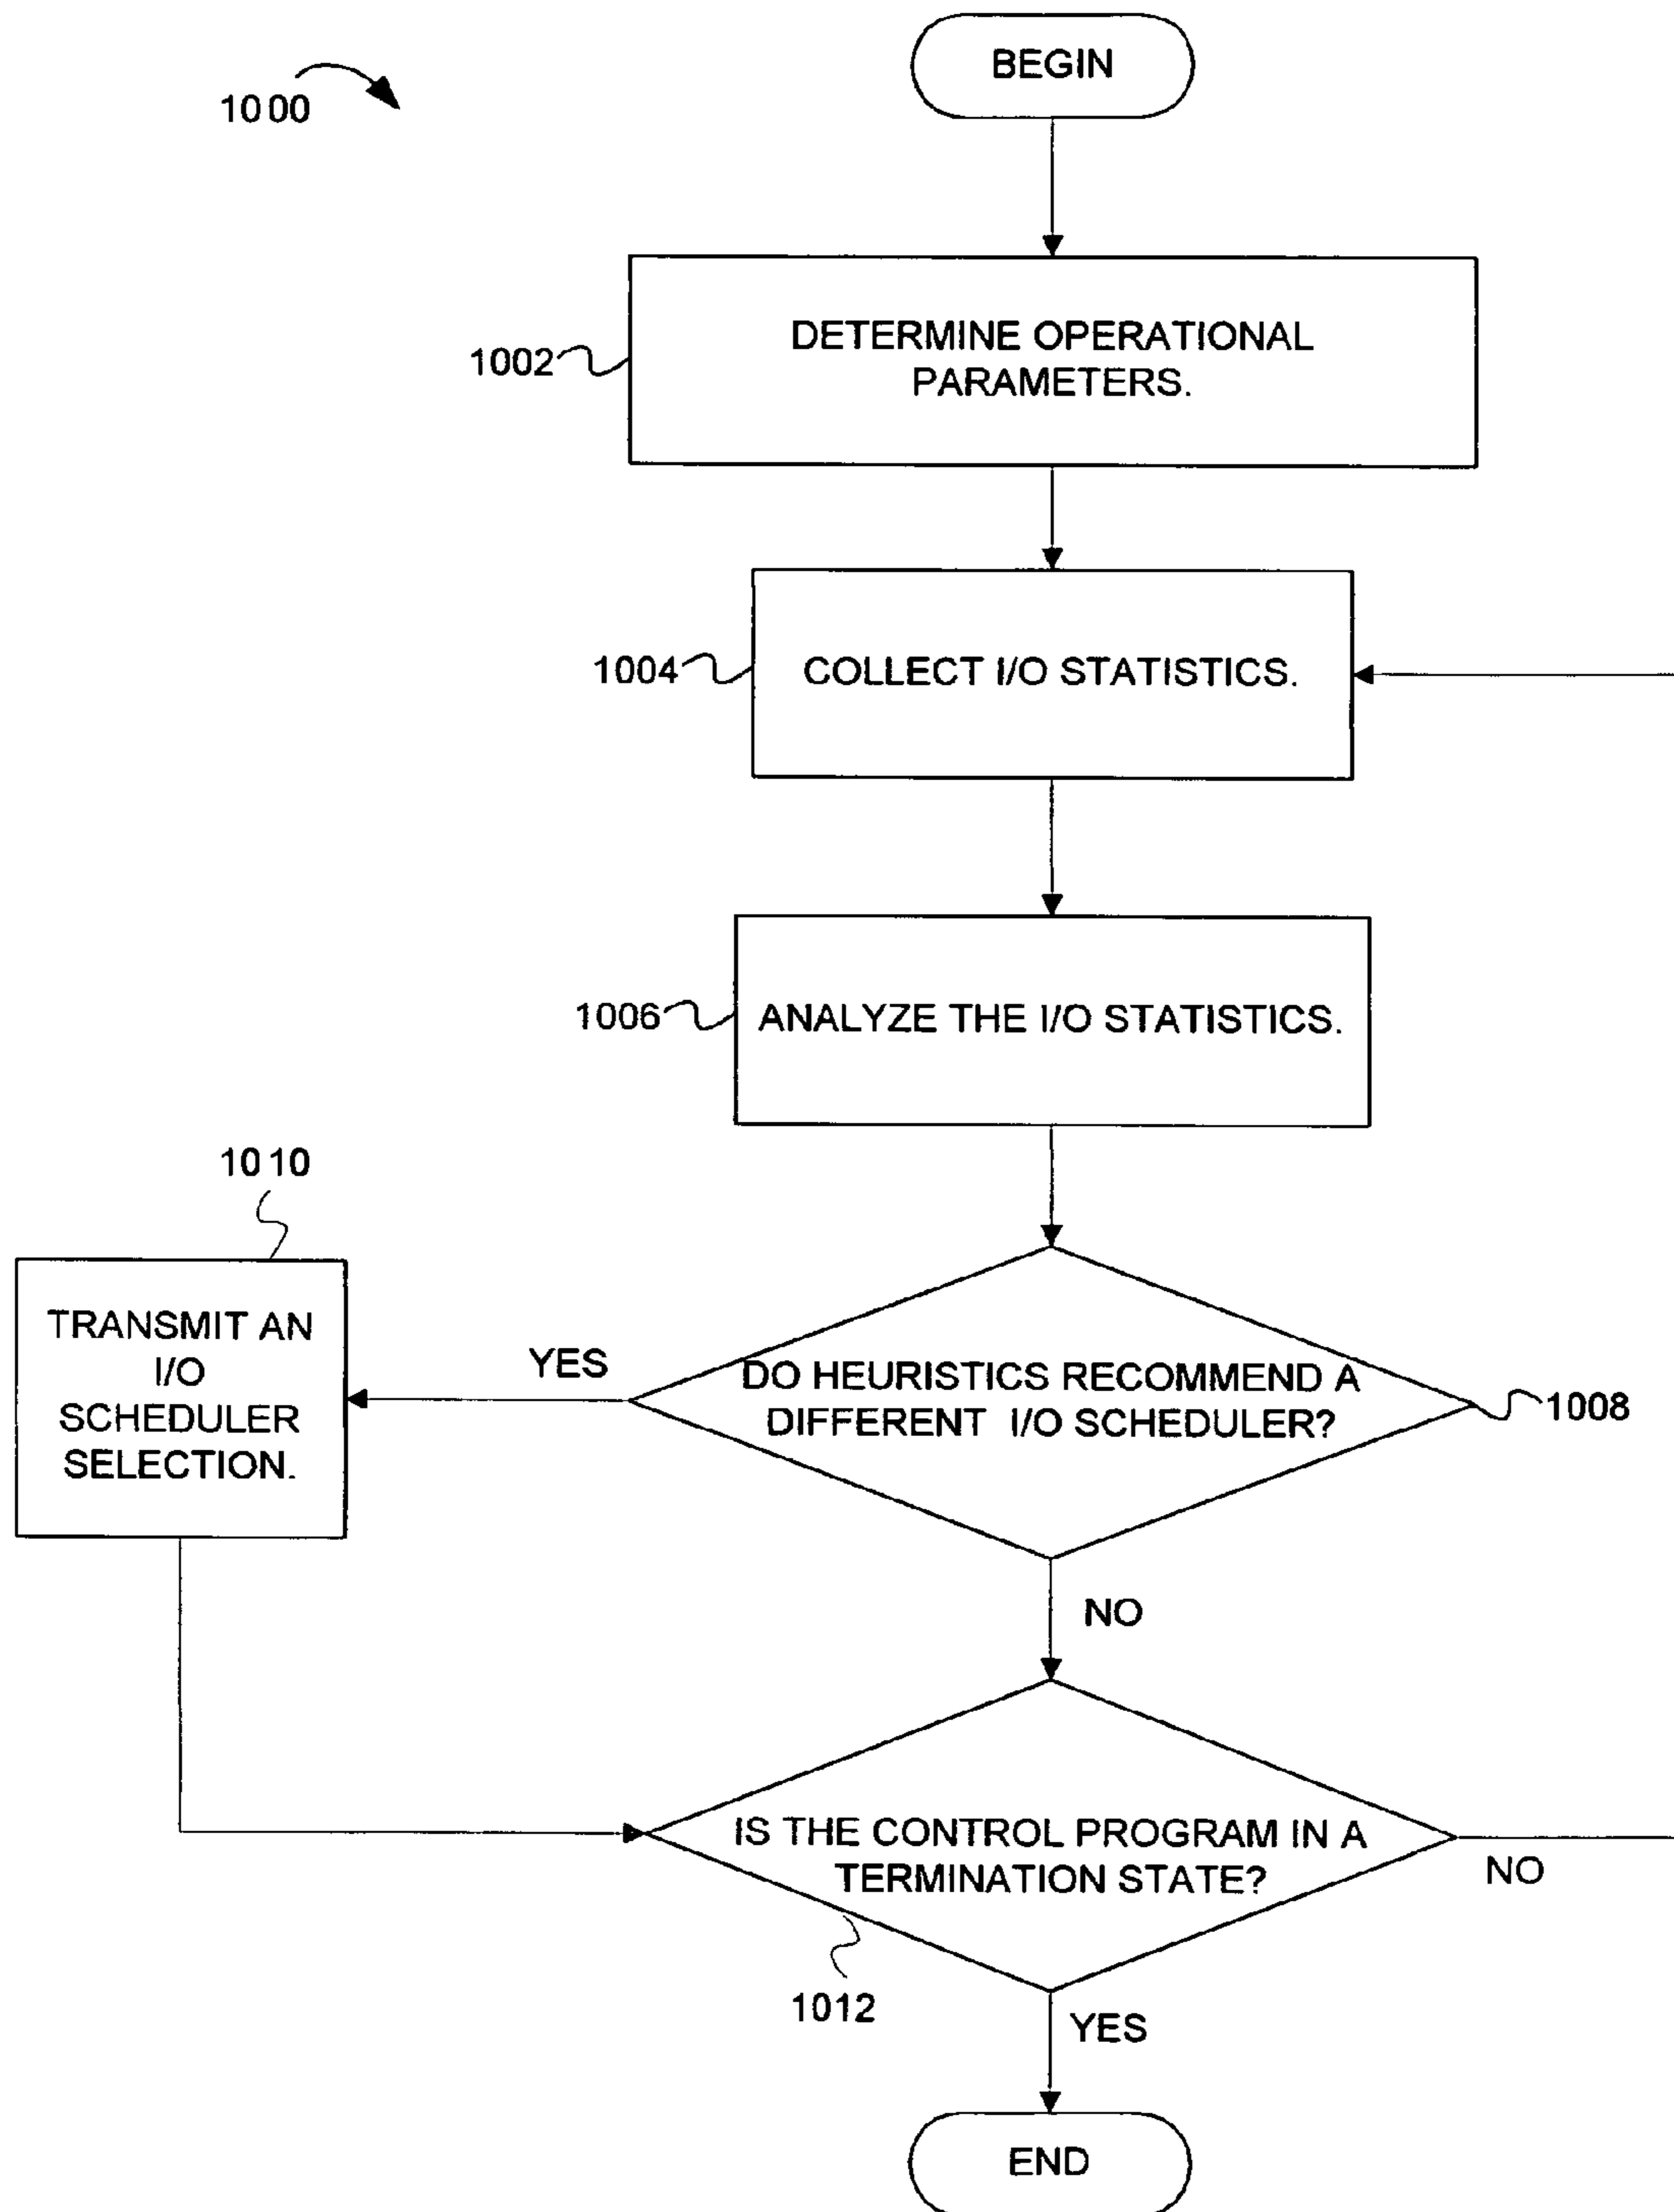 1000
BEGIN
1002
DETERMINE OPERATIONAL
PARAMETERS.
1004
COLLECT I/O STATISTICS.
1006
ANALYZE THE I/O STATISTICS.
1010
TRANSMIT AN
I/O
SCHEDULER
SELECTION.
YES
DO HEURISTICS RECOMMEND A
DIFFERENT I/O SCHEDULER?
1008
NO
IS THE CONTROL PROGRAM IN A
TERMINATION STATE?
NO
1012
YES
END